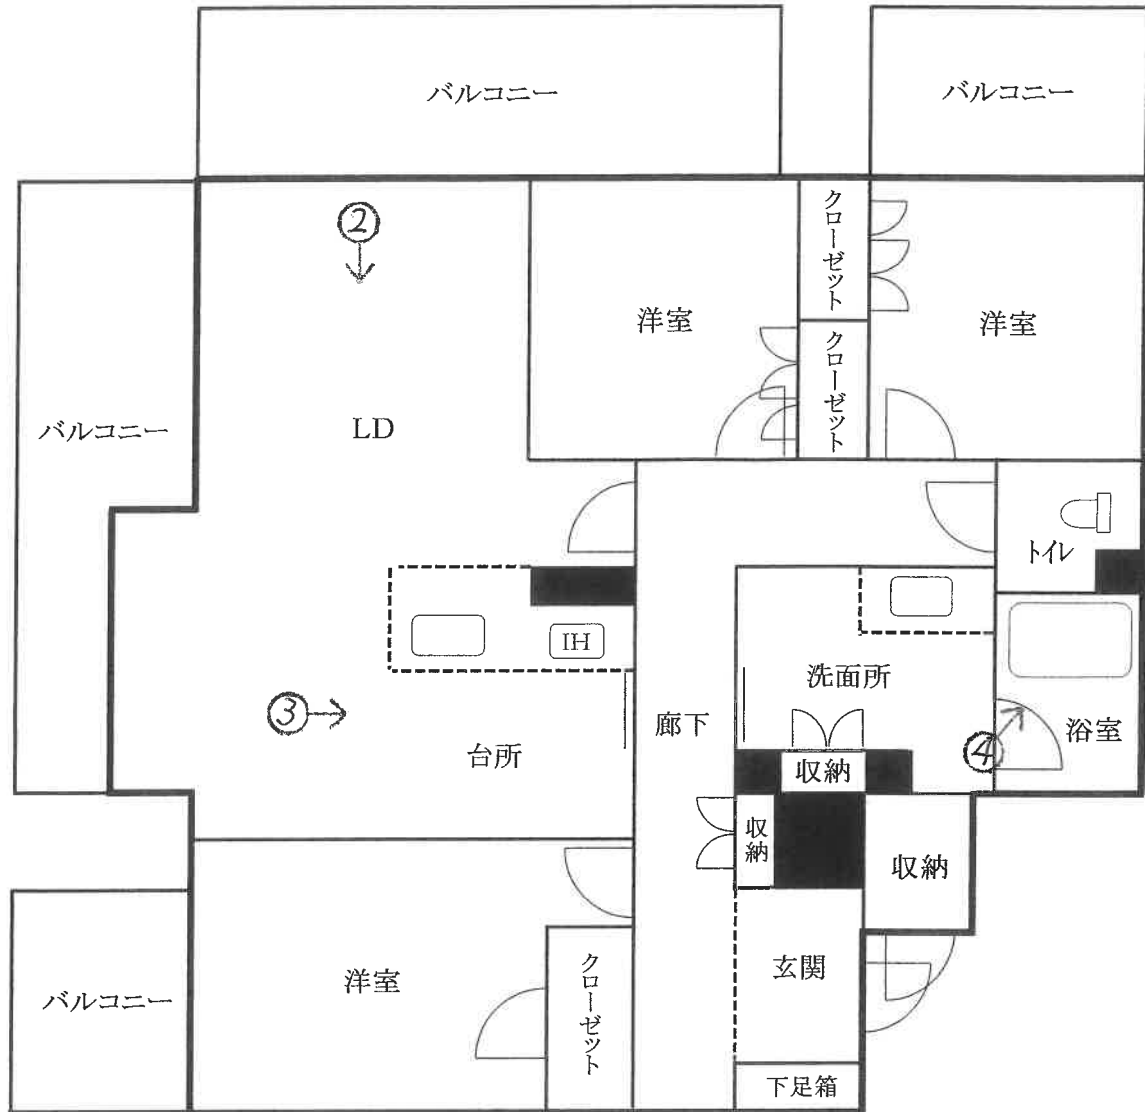 バルコニー
バルコニー
②
クローゼット
洋室
洋室
クローゼット
バルコニー
LD
トイレ
IH
洗面所
③
廊下
④
浴室
台所
収納
収納
収納
洋室
クローゼット
玄関
バルコニー
下足箱